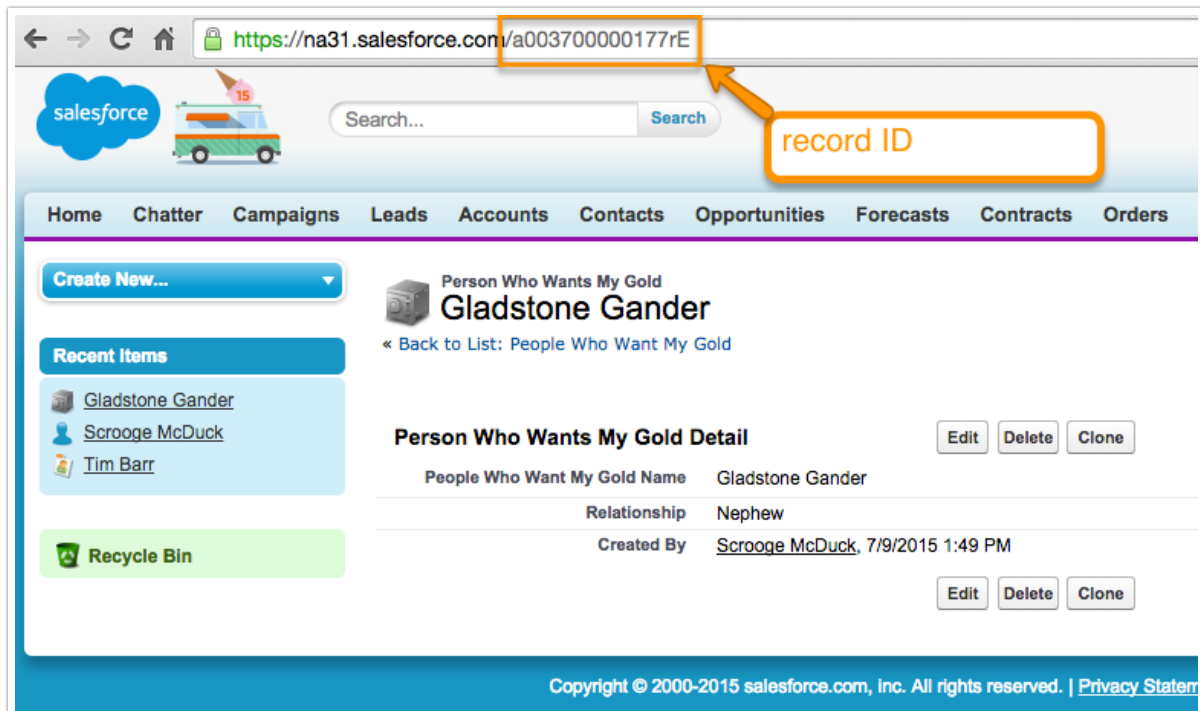 https://na31.salesforce.com/a003700000177rE
salesforce
15
Search...
Search
record ID
Home Chatter Campaigns Leads Accounts Contacts Opportunities Forecasts Contracts Orders
Create New...
Person Who Wants My Gold
Gladstone Gander
« Back to List: People Who Want My Gold
Recent Items
Gladstone Gander
Scrooge McDuck
Tim Barr
Recycle Bin
Person Who Wants My Gold Detail
Edit Delete Clone
People Who Want My Gold Name Gladstone Gander
Relationship Nephew
Created By Scrooge McDuck, 7/9/2015 1:49 PM
Edit Delete Clone
Copyright © 2000-2015 salesforce.com, inc. All rights reserved. | Privacy Statem